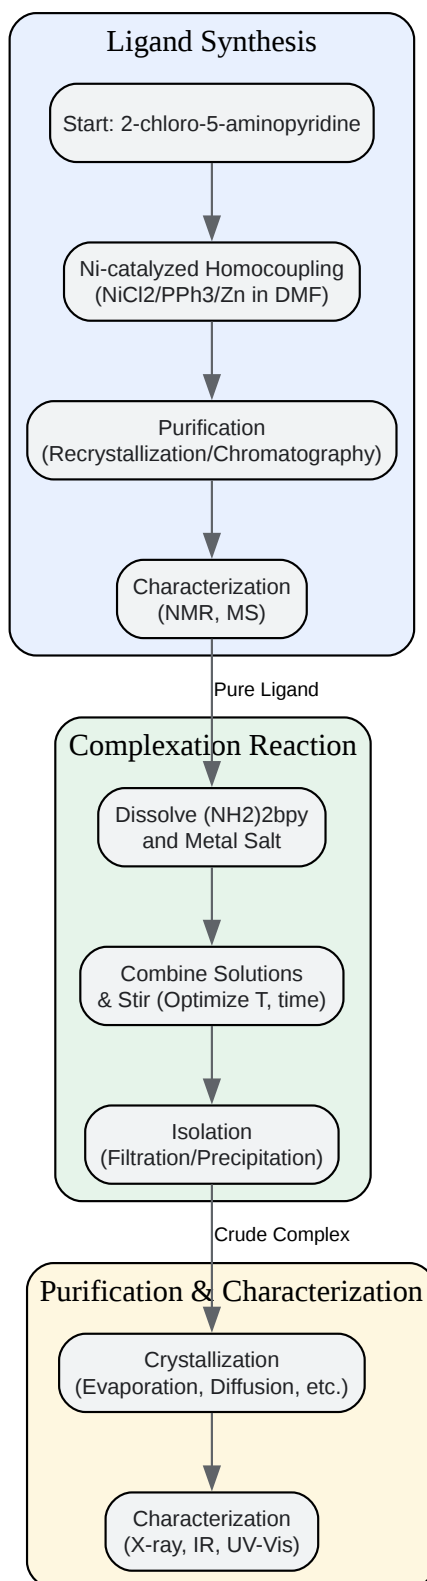 Ligand Synthesis
Start: 2-chloro-5-aminopyridine
Ni-catalyzed Homocoupling
(NiCl2/PPh3/Zn in DMF)
Purification
(Recrystallization/Chromatography)
Characterization
(NMR, MS)
Pure Ligand
Complexation Reaction
Dissolve (NH2)2bpy
and Metal Salt
Combine Solutions
& Stir (Optimize T, time)
Isolation
(Filtration/Precipitation)
Crude Complex
Purification & Characterization
Crystallization
(Evaporation, Diffusion, etc.)
Characterization
(X-ray, IR, UV-Vis)